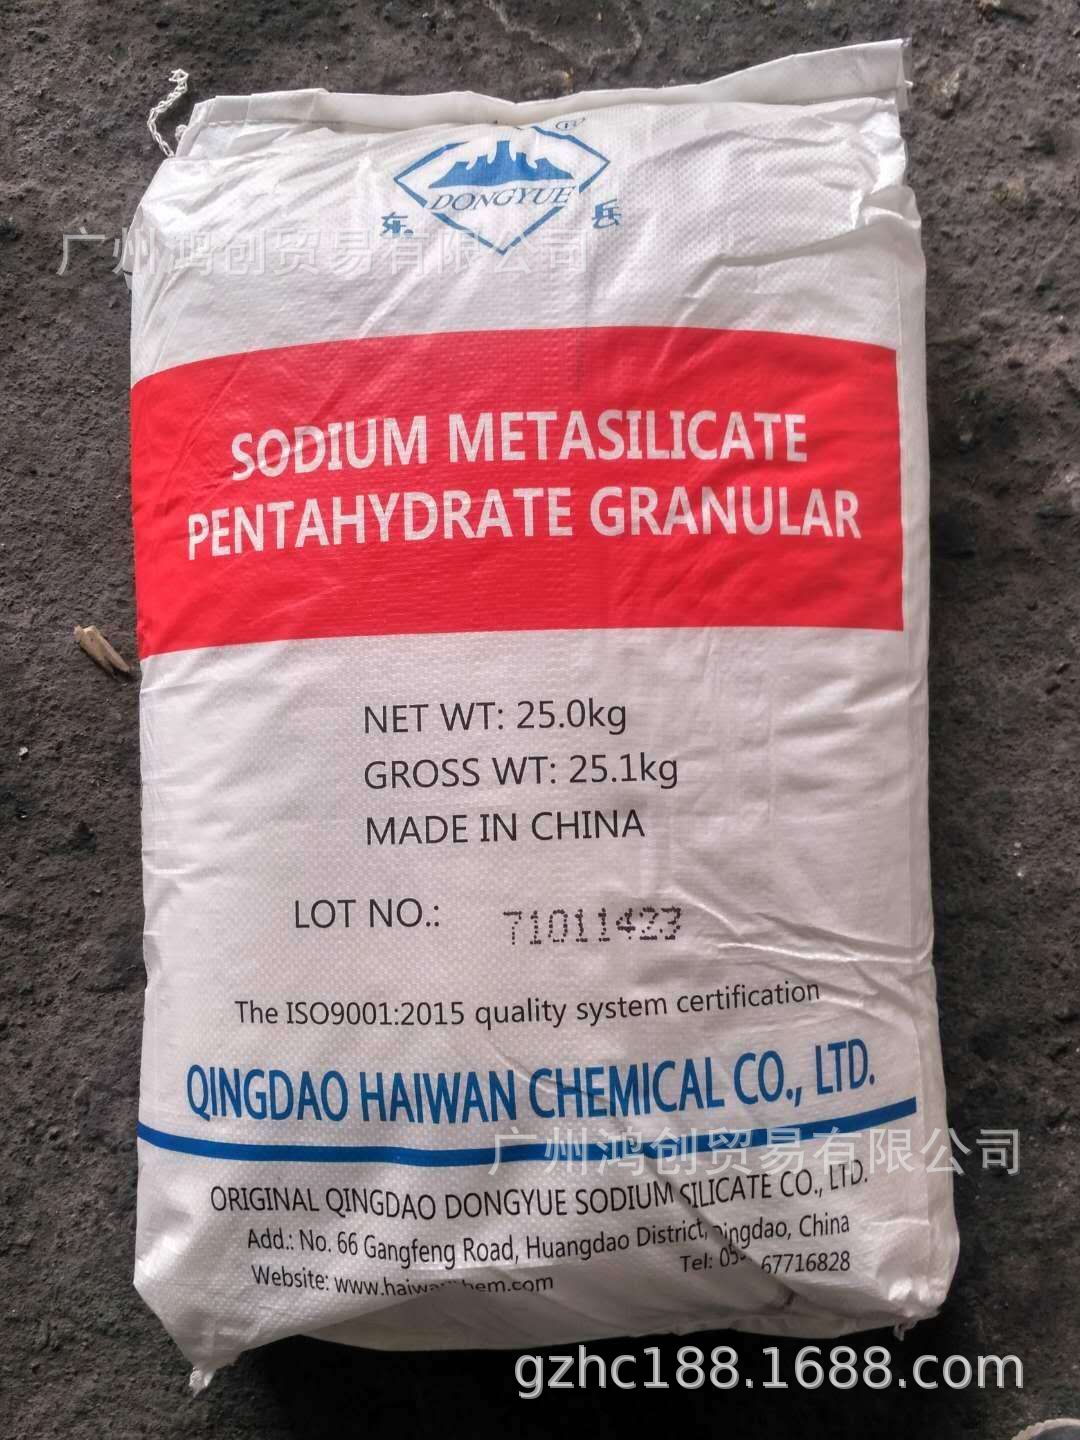 ®
DONGYUE
东 岳
广州鸿创贸易有限公司
SODIUM METASILICATE
PENTAHYDRATE GRANULAR
NET WT: 25.0kg
GROSS WT: 25.1kg
MADE IN CHINA
LOT NO.: 71011423
The ISO9001:2015 quality system certification
QINGDAO HAIWAN CHEMICAL CO., LTD.
广州鸿创贸易有限公司
ORIGINAL QINGDAO DONGYUE SODIUM SILICATE CO., LTD.
Add.: No. 66 Gangfeng Road, Huangdao District, Qingdao, China
Tel: 67716828
Website:
gzhc188.1688.com